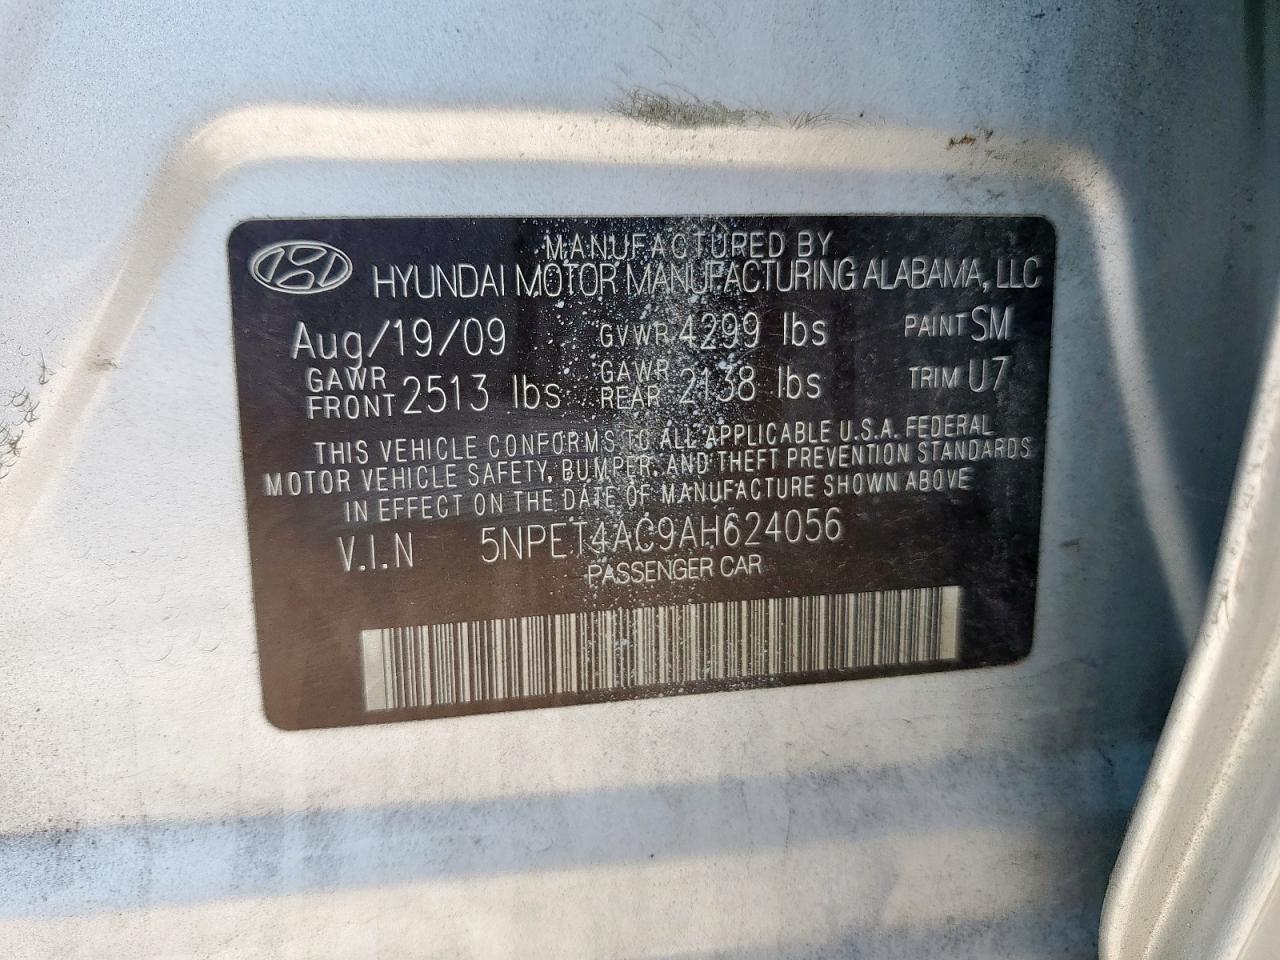 MANUFACTURED BY
HYUNDAI MOTOR MANUFACTURING ALABAMA, LLC
Aug/19/09 GVWR 4299 lbs PAINT SM
GAWR FRONT 2513 lbs GAWR REAR 2138 lbs TRIM U7
THIS VEHICLE CONFORMS TO ALL APPLICABLE U.S.A. FEDERAL
MOTOR VEHICLE SAFETY, BUMPER, AND THEFT PREVENTION STANDARDS
IN EFFECT ON THE DATE OF MANUFACTURE SHOWN ABOVE
V.I.N 5NPET4AC9AH624056
PASSENGER CAR